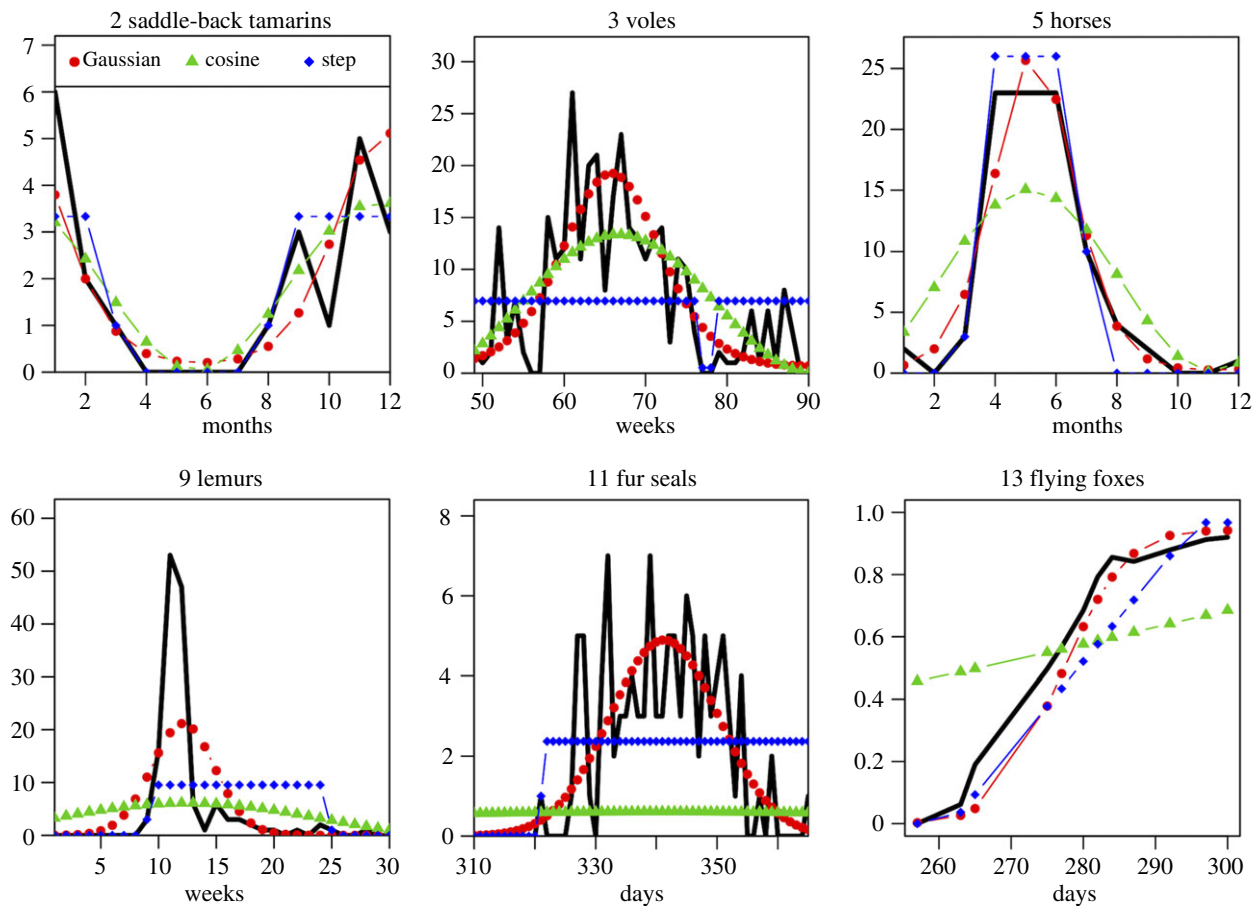 2 saddle-back tamarins
7
6
5
4
3
2
1
0
Gaussian
cosine
step
2 4 6 8 10 12
months
3 voles
30
25
20
15
10
5
0
50 60 70 80 90
weeks
5 horses
25
20
15
10
5
0
2 4 6 8 10 12
months
9 lemurs
60
50
40
30
20
10
0
5 10 15 20 25 30
weeks
11 fur seals
8
6
4
2
0
310 330 350
days
13 flying foxes
1.0
0.8
0.6
0.4
0.2
0
260 270 280 290 300
days